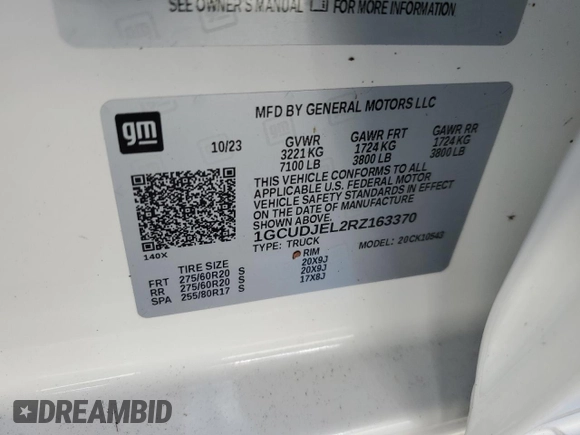 SEE OWNER'S MANUAL FOR MORE INFORMATION
gm
MFD BY GENERAL MOTORS LLC
10/23 GVWR GAWR FRT GAWR RR
3221 KG 1724 KG 1724 KG
7100 LB 3800 LB 3800 LB
THIS VEHICLE CONFORMS TO ALL
APPLICABLE U.S. FEDERAL MOTOR
VEHICLE SAFETY STANDARDS IN EFFECT
ON THE DATE OF MANUFACTURE
SHOWN ABOVE.
1GCUDJEL2RZ163370
TYPE: TRUCK MODEL: 20CK10543
140X
TIRE SIZE RIM
FRT 275/60R20 S 20X9J
RR 275/60R20 S 20X9J
SPA 255/80R17 S 17X8J
DREAMBID